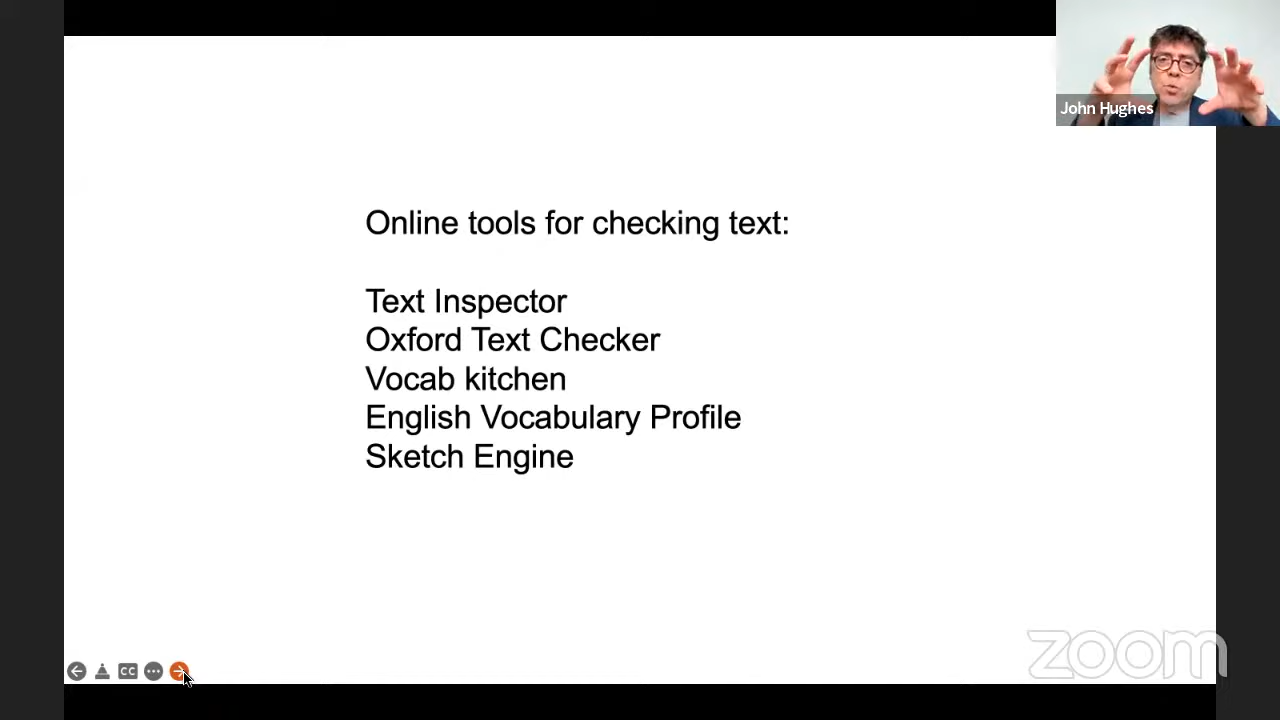 John Hughes
Online tools for checking text:
Text Inspector
Oxford Text Checker
Vocab kitchen
English Vocabulary Profile
Sketch Engine
CC
zoom